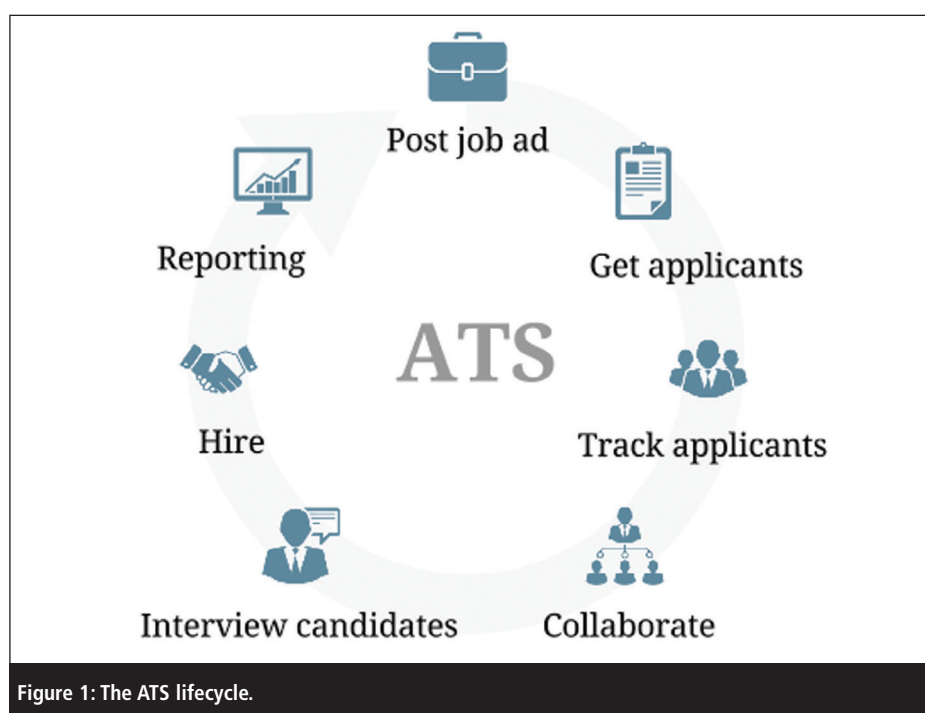 Post job ad
Get applicants
Track applicants
Collaborate
Interview candidates
Hire
Reporting
ATS
Figure 1: The ATS lifecycle.